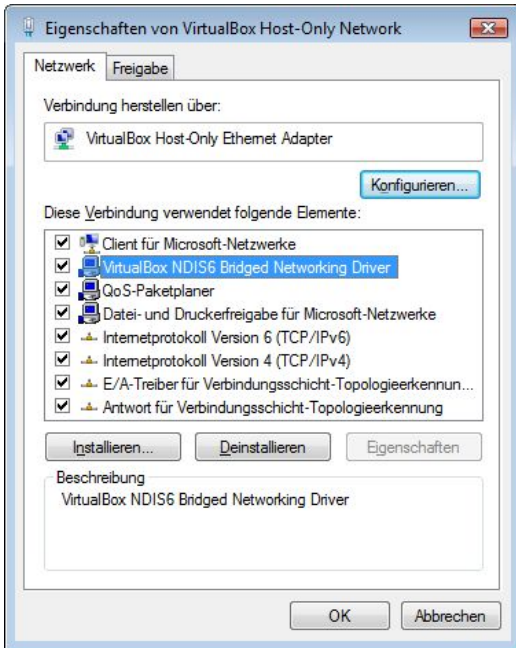 Eigenschaften von VirtualBox Host-Only Network
Netzwerk
Freigabe
Verbindung herstellen über:
VirtualBox Host-Only Ethernet Adapter
Konfigurieren...
Diese Verbindung verwendet folgende Elemente:
Client für Microsoft-Netzwerke
VirtualBox NDIS6 Bridged Networking Driver
QoS-Paketplaner
Datei- und Druckerfreigabe für Microsoft-Netzwerke
Internetprotokoll Version 6 (TCP/IPv6)
Internetprotokoll Version 4 (TCP/IPv4)
E/A-Treiber für Verbindungsschicht-Topologieerkennun...
Antwort für Verbindungsschicht-Topologieerkennung
Installieren...
Deinstallieren
Eigenschaften
Beschreibung
VirtualBox NDIS6 Bridged Networking Driver
OK
Abbrechen